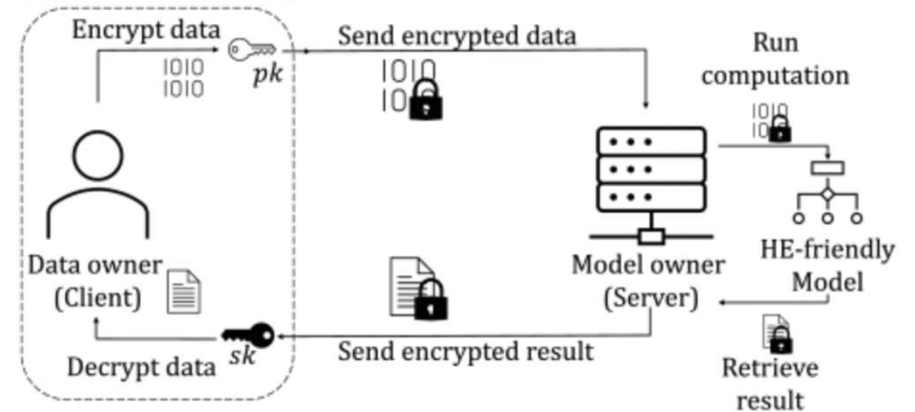 Encrypt data
1010
1010
pk
Send encrypted data
1010
10
Run
computation
1010
10
Data owner
(Client)
Model owner
(Server)
HE-friendly
Model
Decrypt data
sk
Send encrypted result
Retrieve
result